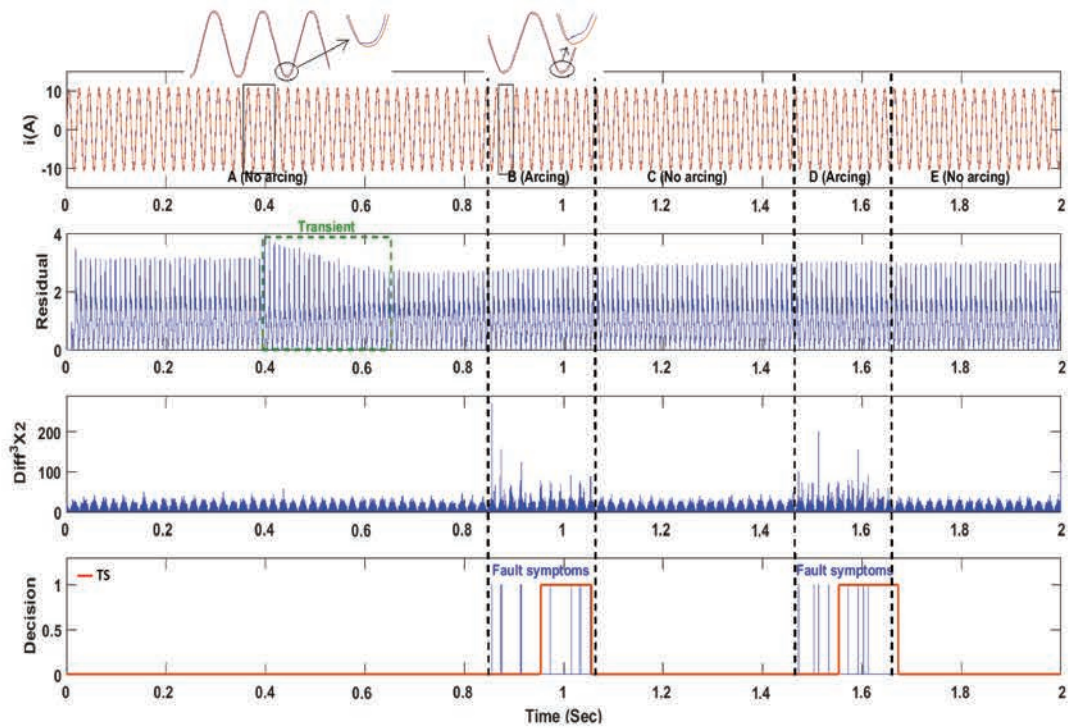 10
0
-10
i(A)
A (No arcing)
B (Arcing)
C (No arcing)
D (Arcing)
E (No arcing)
0 0.2 0.4 0.6 0.8 1 1.2 1.4 1.6 1.8 2
Transient
4
2
0
Residual
0 0.2 0.4 0.6 0.8 1 1.2 1.4 1.6 1.8 2
200
100
0
Diff³X2
0 0.2 0.4 0.6 0.8 1 1.2 1.4 1.6 1.8 2
TS
Fault symptoms
Fault symptoms
1
0.5
0
Decision
0 0.2 0.4 0.6 0.8 1 1.2 1.4 1.6 1.8 2
Time (Sec)